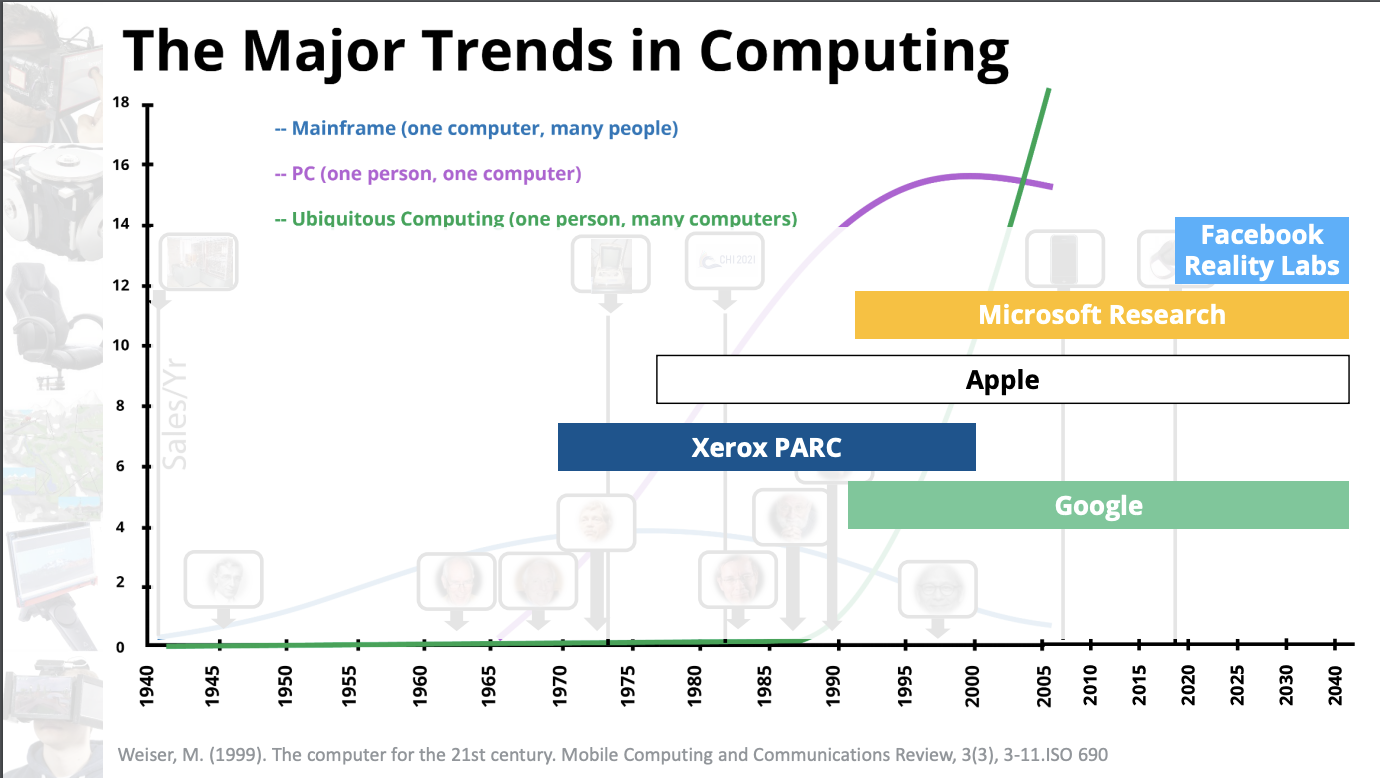 The Major Trends in Computing
18
-- Mainframe (one computer, many people)
-- PC (one person, one computer)
16
-- Ubiquitous Computing (one person, many computers)
14
CHI 2021
Facebook
Reality Labs
12
Microsoft Research
10
Apple
8
Sales/Yr
Xerox PARC
6
Google
4
2
0
1940 1945 1950 1955 1960 1965 1970 1975 1980 1985 1990 1995 2000 2005 2010 2015 2020 2025 2030 2040
Weiser, M. (1999). The computer for the 21st century. Mobile Computing and Communications Review, 3(3), 3-11.ISO 690